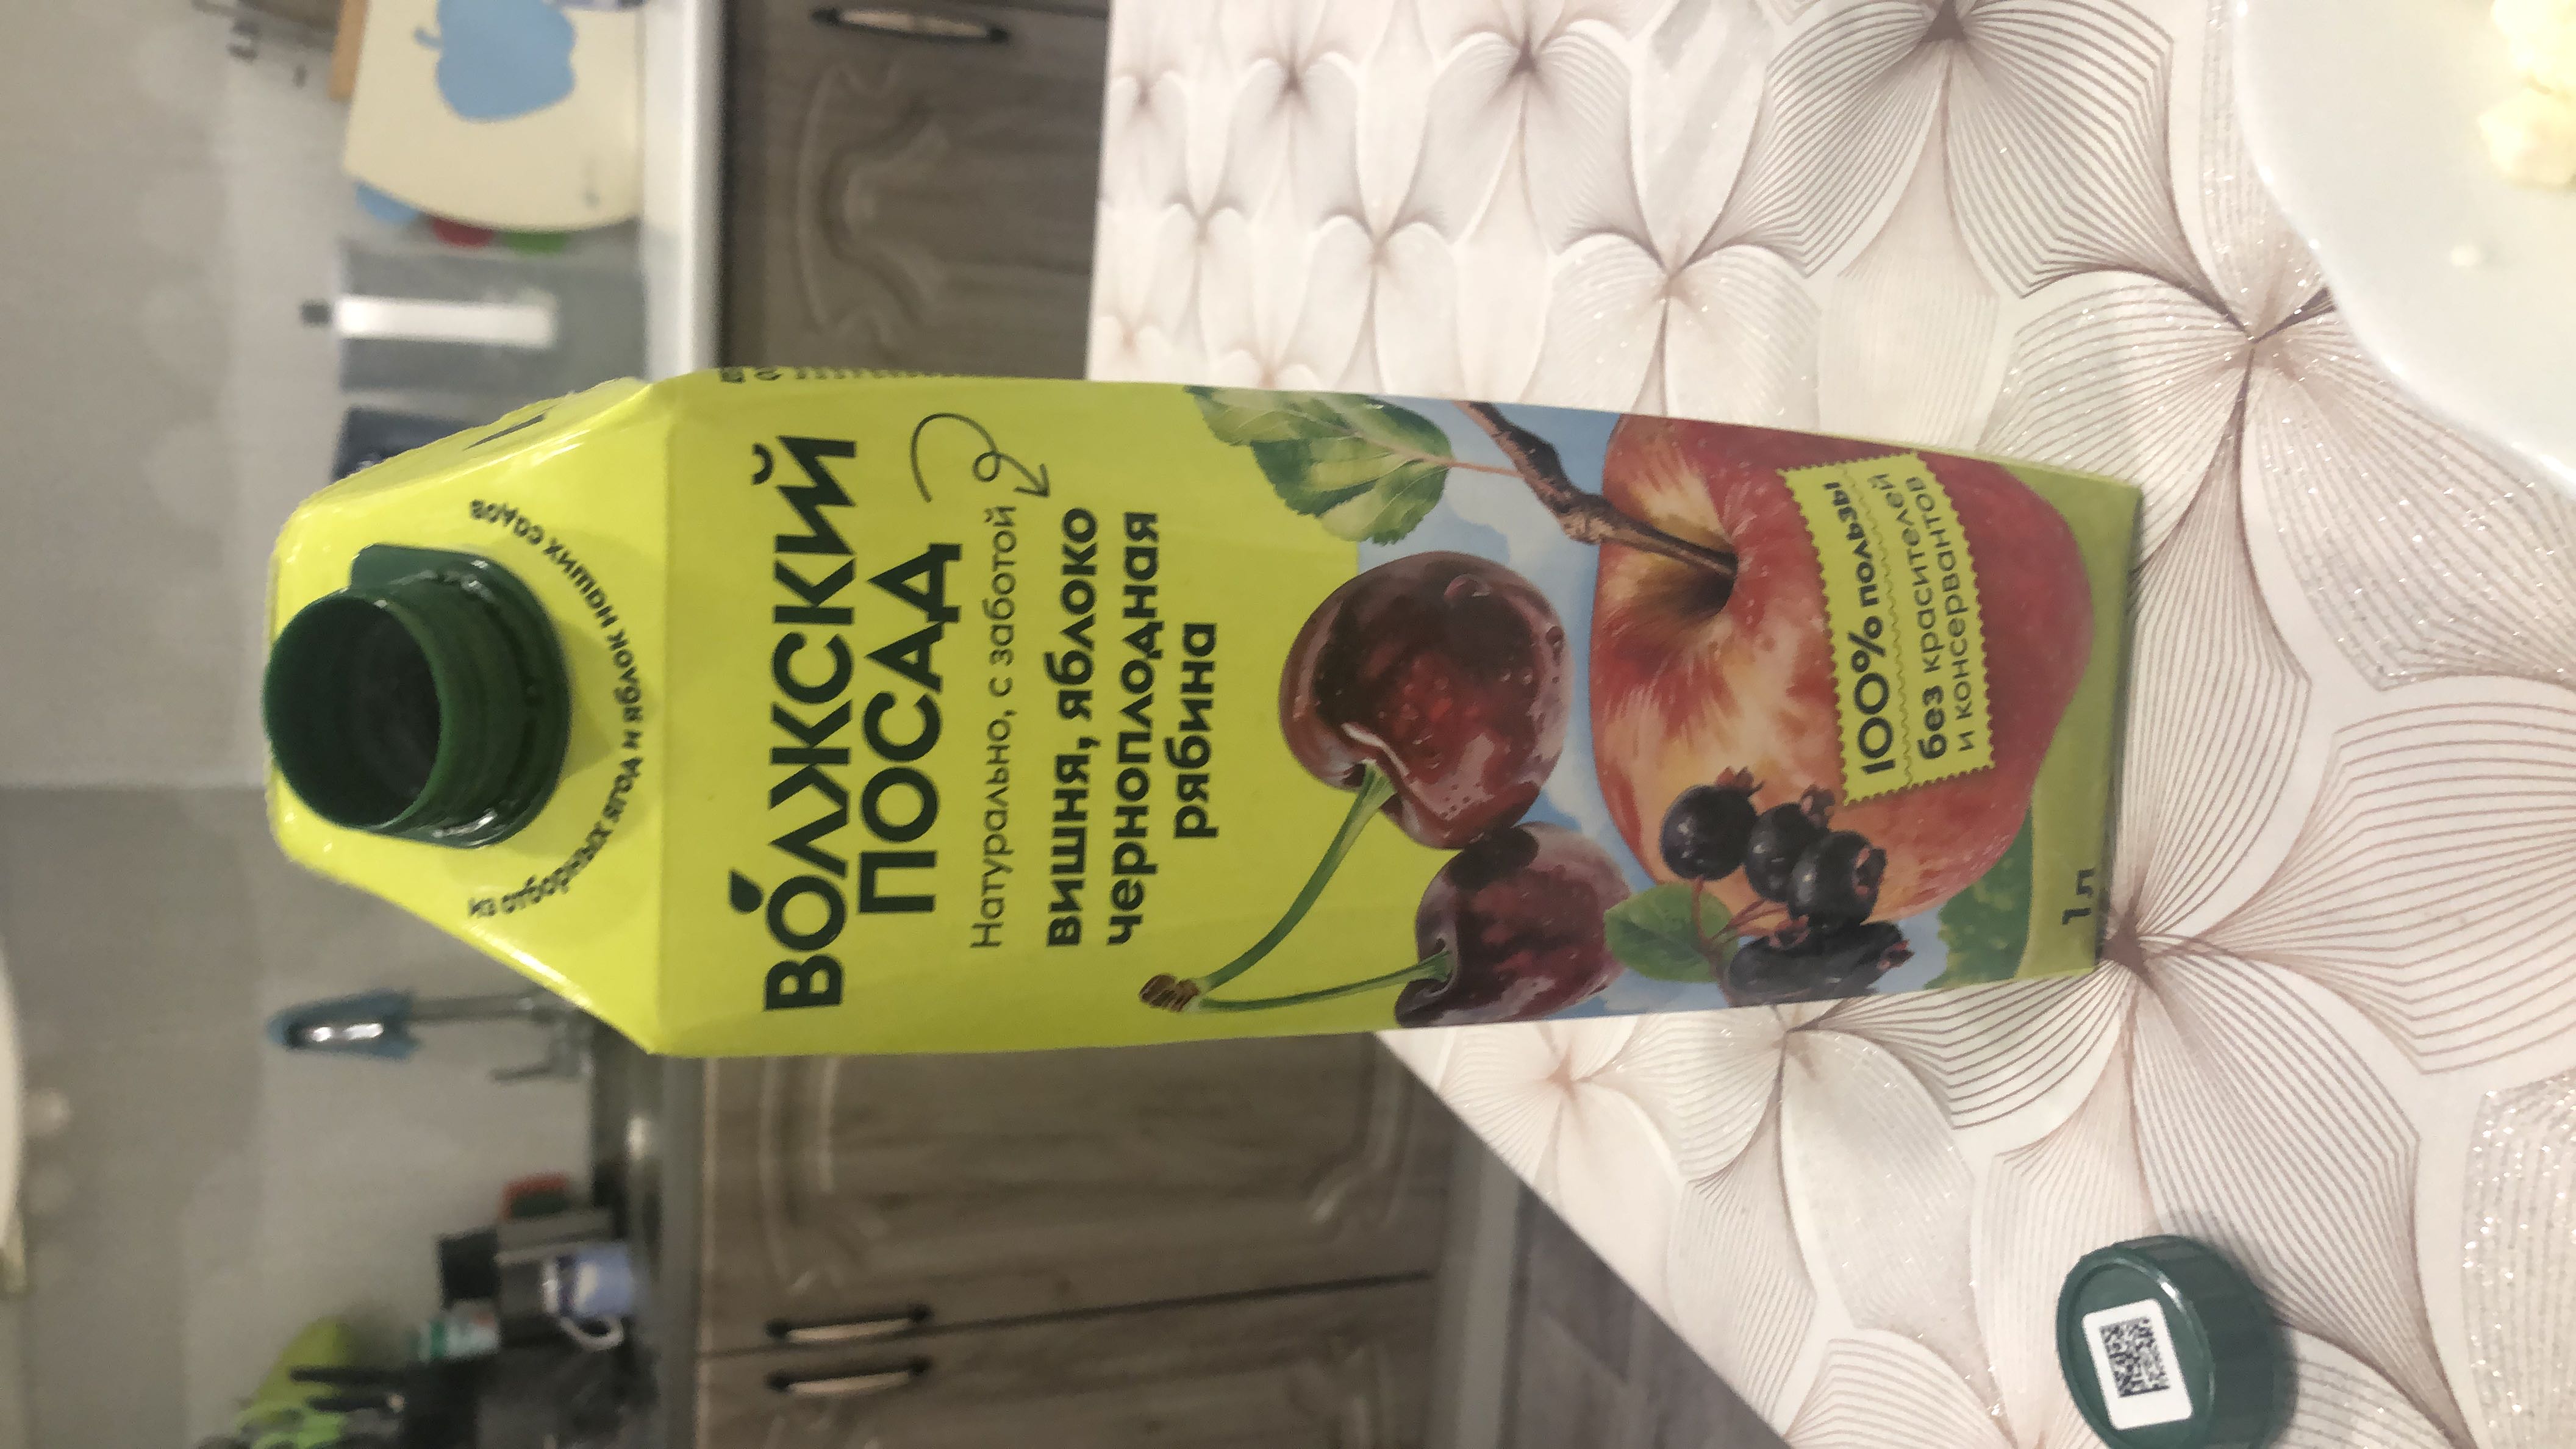 из отборных ягод и яблок наших садов
ВОЛЖСКИЙ
ПОСАД
Натурально, с заботой
вишня, яблоко
черноплодная
рябина
100% пользы
без красителей
и консервантов
1 л